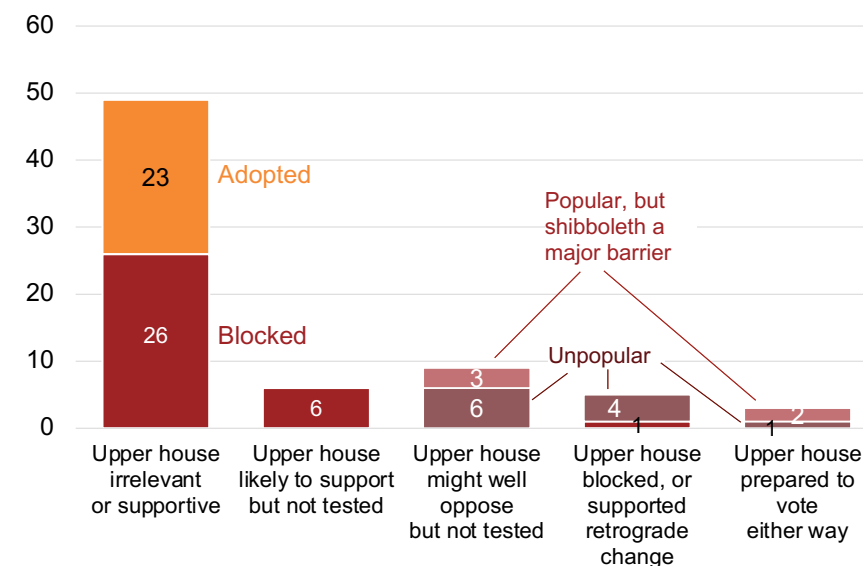 60
50
40
30
20
10
0
23
Adopted
26
Blocked
6
3
6
4
1
2
1
Popular, but
shibboleth a
major barrier
Unpopular
Upper house
irrelevant
or supportive
Upper house
likely to support
but not tested
Upper house
might well
oppose
but not tested
Upper house
blocked, or
supported
retrograde
change
Upper house
prepared to
vote
either way